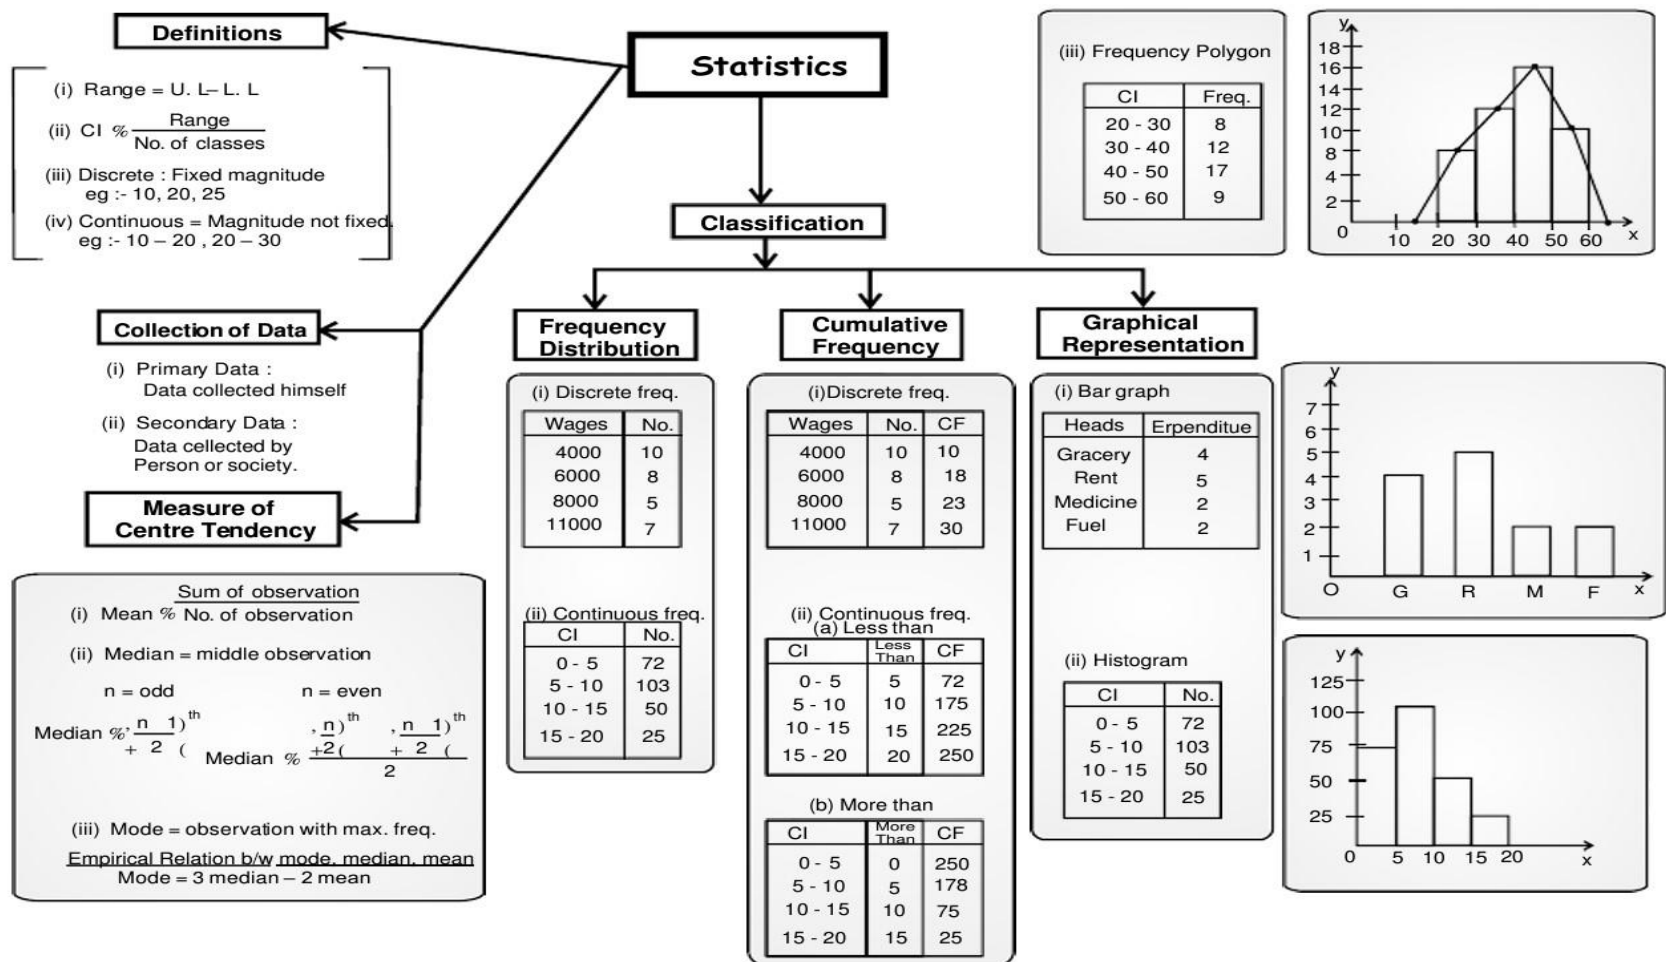 Statistics
Definitions
(i) Range = U. L– L. L
(ii) CI % Range
No. of classes
(iii) Discrete : Fixed magnitude
eg :- 10, 20, 25
(iv) Continuous = Magnitude not fixed.
eg :- 10 – 20 , 20 – 30
Collection of Data
(i) Primary Data :
Data collected himself
(ii) Secondary Data :
Data cellected by
Person or society.
Measure of
Centre Tendency
Sum of observation
(i) Mean % No. of observation
(ii) Median = middle observation
n = odd n = even
Median % , n 1) th
+ 2 (
Median % , n) th , n 1) th
+2 ( + 2 (
2
(iii) Mode = observation with max. freq.
Empirical Relation b/w mode, median, mean
Mode = 3 median – 2 mean
Classification
Frequency
Distribution
(i) Discrete freq.
Wages No.
4000 10
6000 8
8000 5
11000 7
(ii) Continuous freq.
CI No.
0 - 5 72
5 - 10 103
10 - 15 50
15 - 20 25
Cumulative
Frequency
(i)Discrete freq.
Wages No. CF
4000 10 10
6000 8 18
8000 5 23
11000 7 30
(ii) Continuous freq.
(a) Less than
CI Less Than CF
0 - 5 5 72
5 - 10 10 175
10 - 15 15 225
15 - 20 20 250
(b) More than
CI More Than CF
0 - 5 0 250
5 - 10 5 178
10 - 15 10 75
15 - 20 15 25
Graphical
Representation
(i) Bar graph
Heads Erpenditue
Gracery 4
Rent 5
Medicine 2
Fuel 2
(ii) Histogram
CI No.
0 - 5 72
5 - 10 103
10 - 15 50
15 - 20 25
(iii) Frequency Polygon
CI Freq.
20 - 30 8
30 - 40 12
40 - 50 17
50 - 60 9
y
18
16
14
12
10
8
4
2
0 10 20 30 40 50 60 x
y
7
6
5
4
3
2
1
O G R M F x
y
125
100
75
50
25
0 5 10 15 20 x